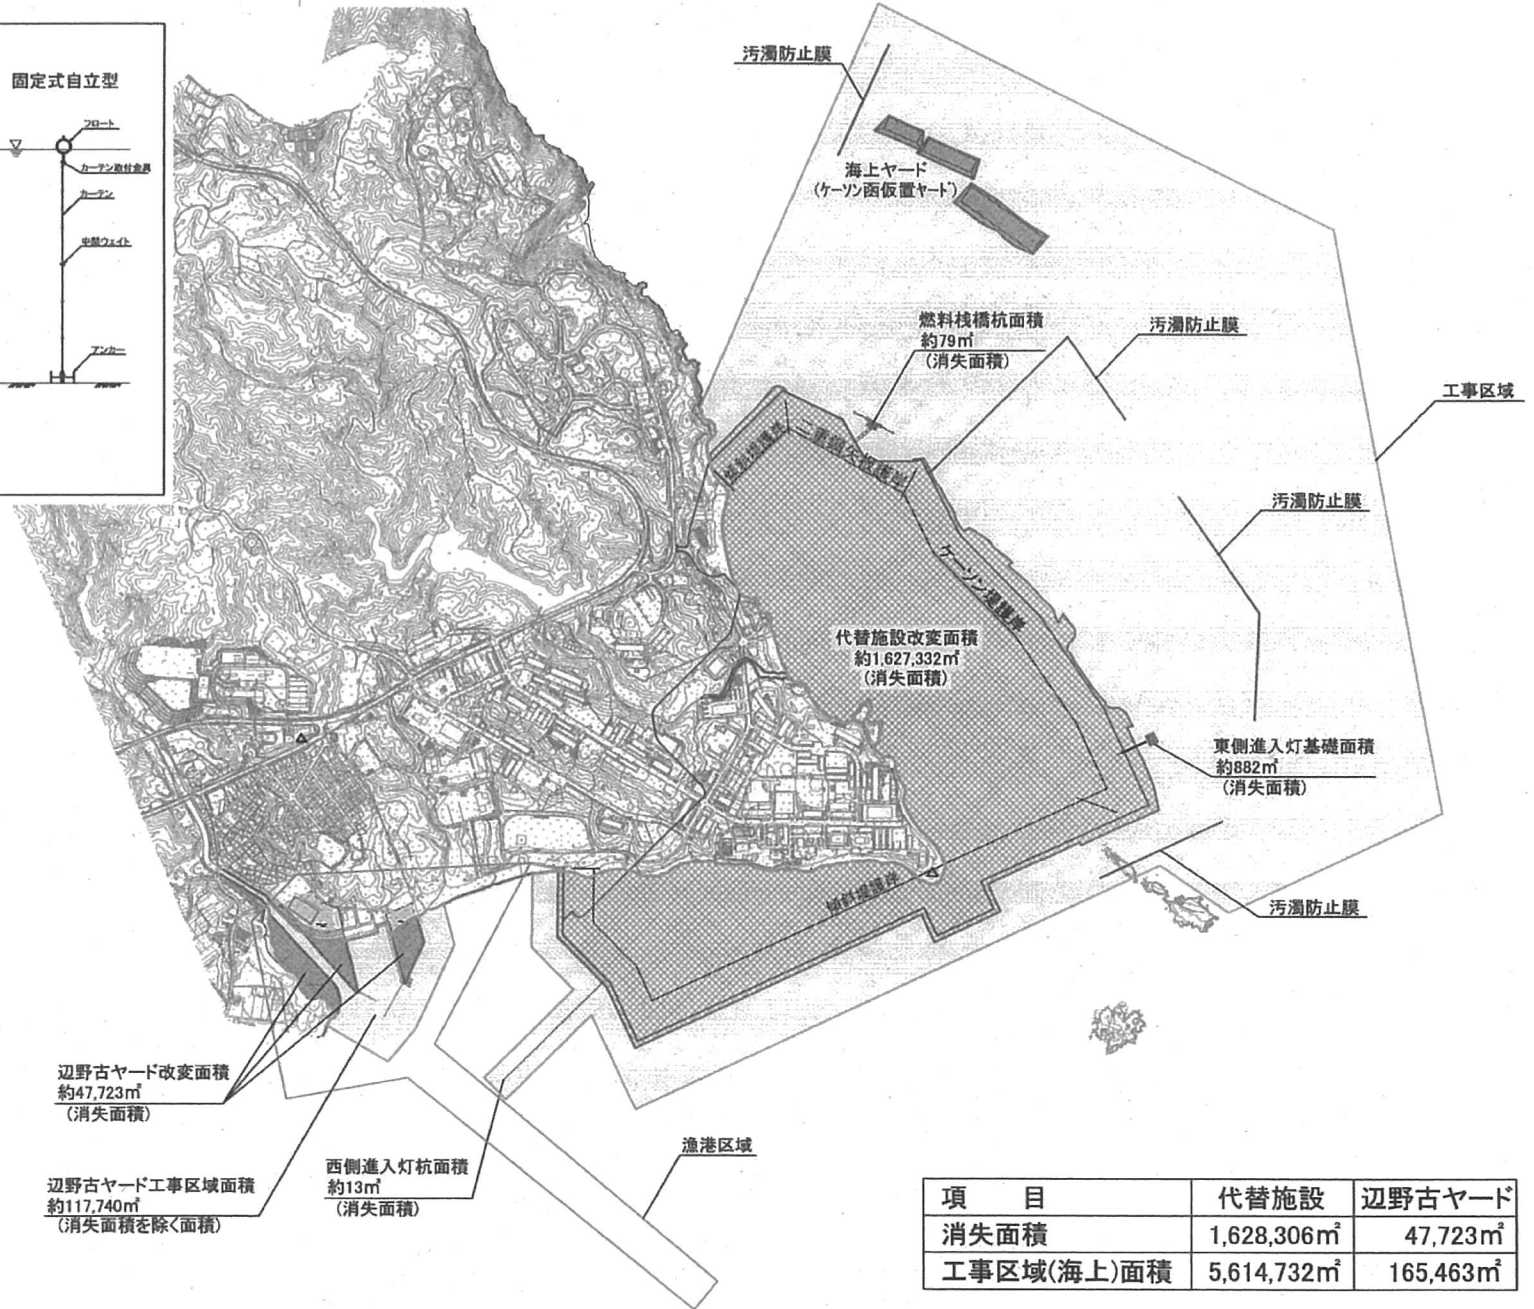 固定式自立型
フロート
カーテン取付金具
カーテン
中間ウェイト
アンカー
汚濁防止膜
海上ヤード
(ケーソン函仮置ヤード)
燃料桟橋杭面積
約79㎡
(消失面積)
汚濁防止膜
工事区域
汚濁防止膜
傾斜堤護岸
二重鋼矢板護岸
ケーソン堤護岸
代替施設改変面積
約1,627,332㎡
(消失面積)
東側進入灯基礎面積
約882㎡
(消失面積)
傾斜堤護岸
汚濁防止膜
辺野古ヤード改変面積
約47,723㎡
(消失面積)
辺野古ヤード工事区域面積
約117,740㎡
(消失面積を除く面積)
西側進入灯杭面積
約13㎡
(消失面積)
漁港区域
項 目 代替施設 辺野古ヤード
消失面積 1,628,306㎡ 47,723㎡
工事区域(海上)面積 5,614,732㎡ 165,463㎡